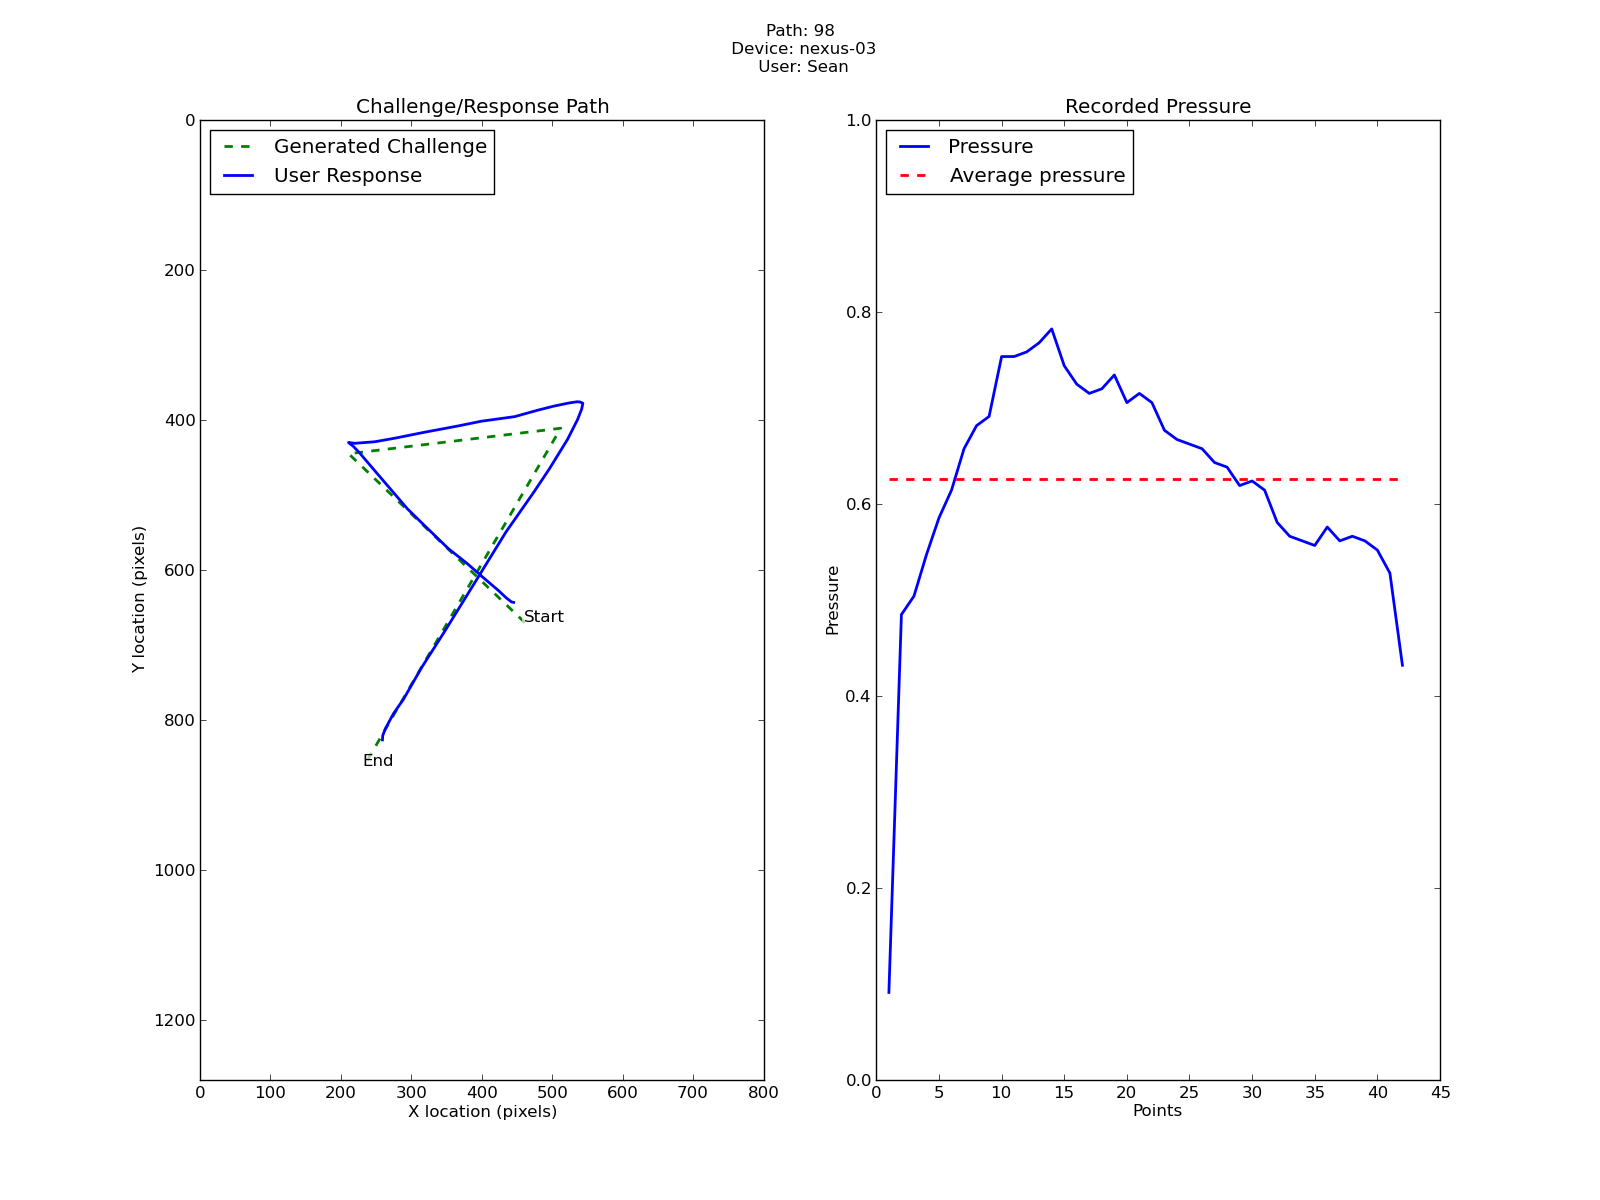 Path: 98
Device: nexus-03
User: Sean
Challenge/Response Path
Generated Challenge
User Response
0
200
400
600
800
1000
1200
Y location (pixels)
Start
End
0 100 200 300 400 500 600 700 800
X location (pixels)
Recorded Pressure
Pressure
Average pressure
1.0
0.8
0.6
0.4
0.2
0.0
Pressure
0 5 10 15 20 25 30 35 40 45
Points